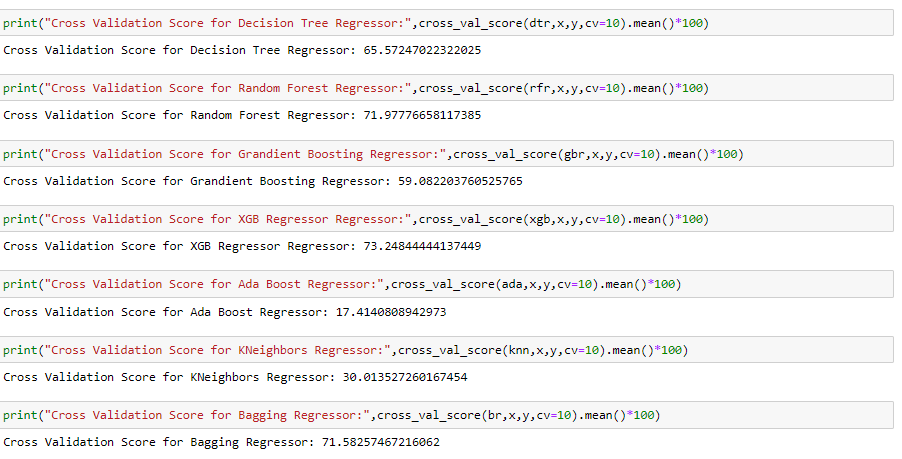 print("Cross Validation Score for Decision Tree Regressor:",cross_val_score(dtr,x,y,cv=10).mean()*100)
Cross Validation Score for Decision Tree Regressor: 65.57247022322025
print("Cross Validation Score for Random Forest Regressor:",cross_val_score(rfr,x,y,cv=10).mean()*100)
Cross Validation Score for Random Forest Regressor: 71.97776658117385
print("Cross Validation Score for Grandient Boosting Regressor:",cross_val_score(gbr,x,y,cv=10).mean()*100)
Cross Validation Score for Grandient Boosting Regressor: 59.082203760525765
print("Cross Validation Score for XGB Regressor Regressor:",cross_val_score(xgb,x,y,cv=10).mean()*100)
Cross Validation Score for XGB Regressor Regressor: 73.24844444137449
print("Cross Validation Score for Ada Boost Regressor:",cross_val_score(ada,x,y,cv=10).mean()*100)
Cross Validation Score for Ada Boost Regressor: 17.4140808942973
print("Cross Validation Score for KNeighbors Regressor:",cross_val_score(knn,x,y,cv=10).mean()*100)
Cross Validation Score for KNeighbors Regressor: 30.013527260167454
print("Cross Validation Score for Bagging Regressor:",cross_val_score(br,x,y,cv=10).mean()*100)
Cross Validation Score for Bagging Regressor: 71.58257467216062